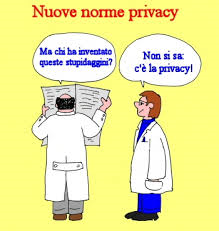 Nuove norme privacy
Ma chi ha inventato
queste stupidaggini?
Non si sa:
c'è la privacy!